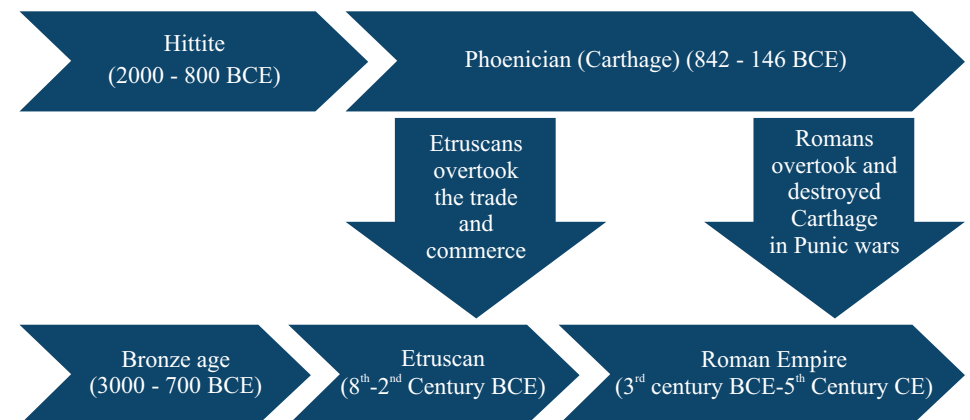 Hittite
(2000 - 800 BCE)
Phoenician (Carthage) (842 - 146 BCE)
Etruscans
overtook
the trade
and
commerce
Romans
overtook and
destroyed
Carthage
in Punic wars
Bronze age
(3000 - 700 BCE)
Etruscan
(8th-2nd Century BCE)
Roman Empire
(3rd century BCE-5th Century CE)